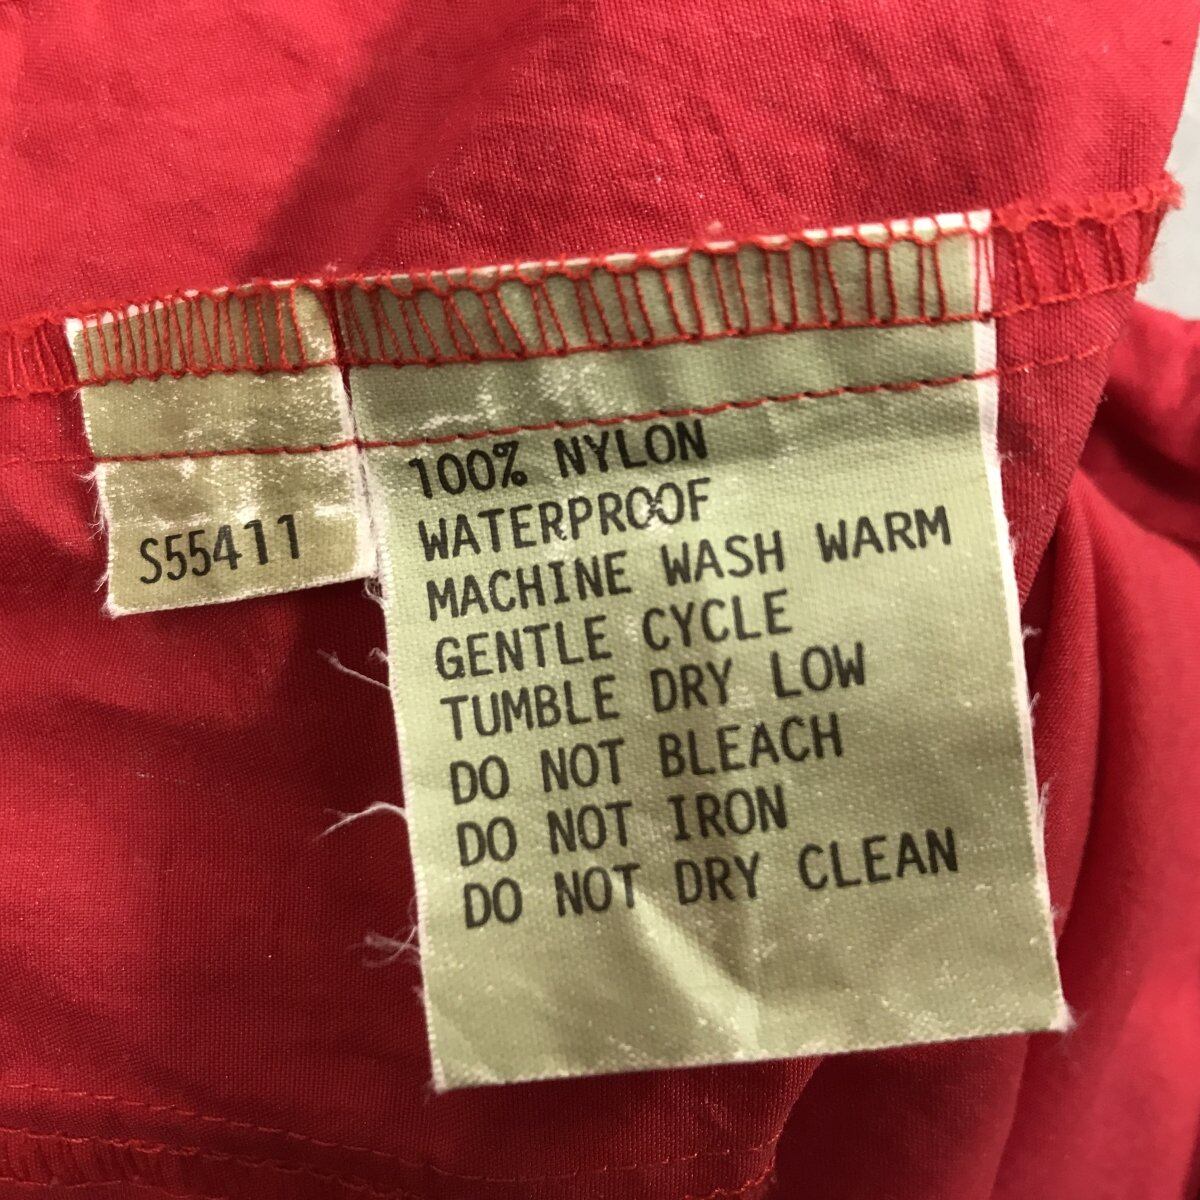 S55411
100% NYLON
WATERPROOF
MACHINE WASH WARM
GENTLE CYCLE
TUMBLE DRY LOW
DO NOT BLEACH
DO NOT IRON
DO NOT DRY CLEAN